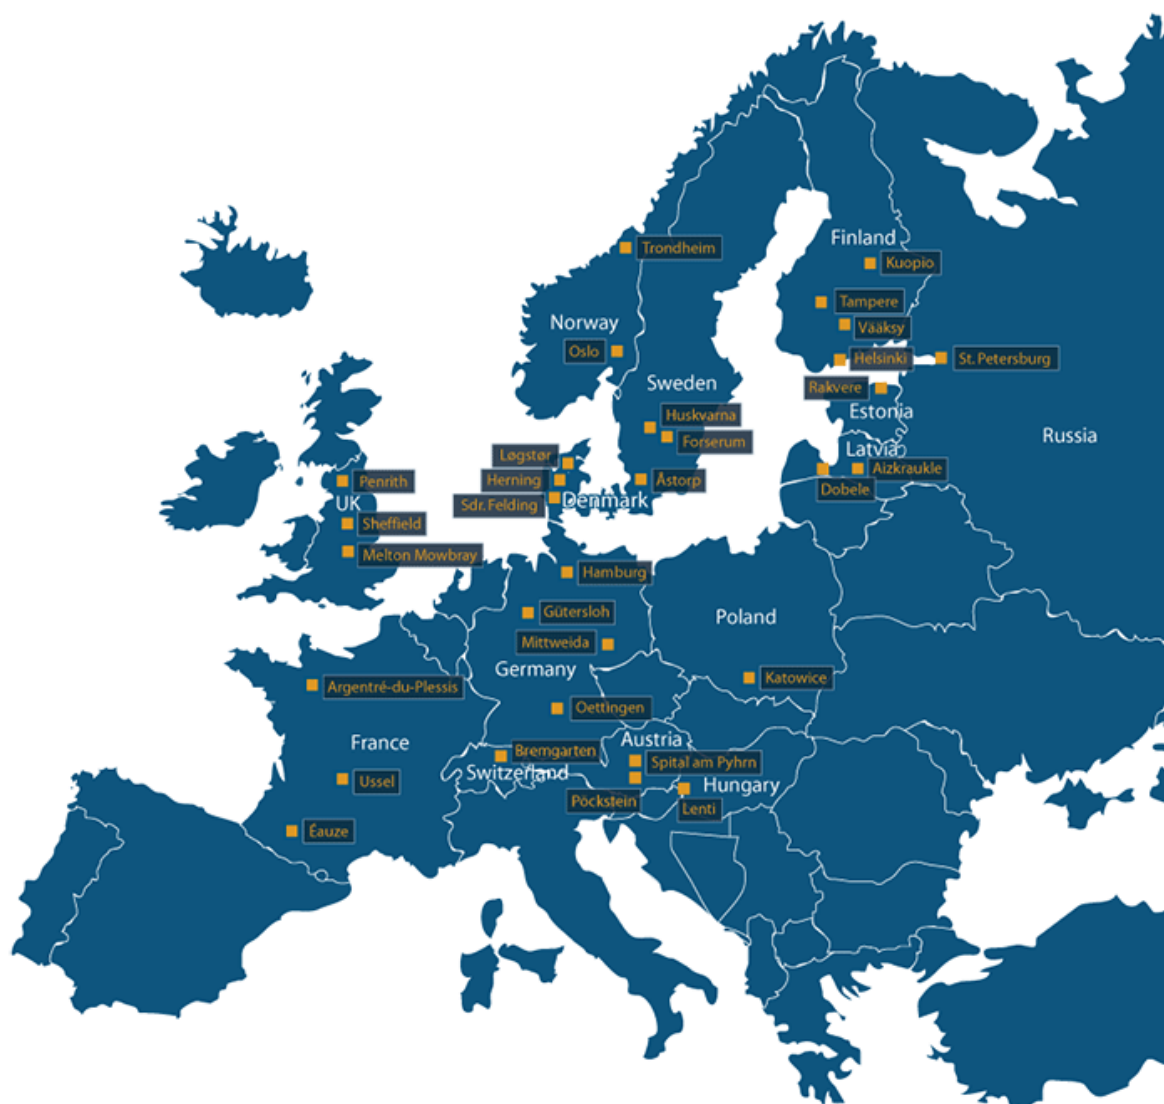 Finland
Trondheim
Kuopio
Tampere
Norway
Vääksy
Oslo
Helsinki
St. Petersburg
Sweden
Rakvere
Huskvarna
Estonia
Forserum
Russia
Løgstør
Latvia
Aizkraukle
Herning
Åstorp
Penrith
Dobele
UK
Sdr. Felding
Denmark
Sheffield
Melton Mowbray
Hamburg
Gütersloh
Poland
Mittweida
Germany
Katowice
Argentré-du-Plessis
Oettingen
France
Austria
Bremgarten
Spital am Pyhrn
Switzerland
Ussel
Hungary
Pöckstein
Lenti
Éauze